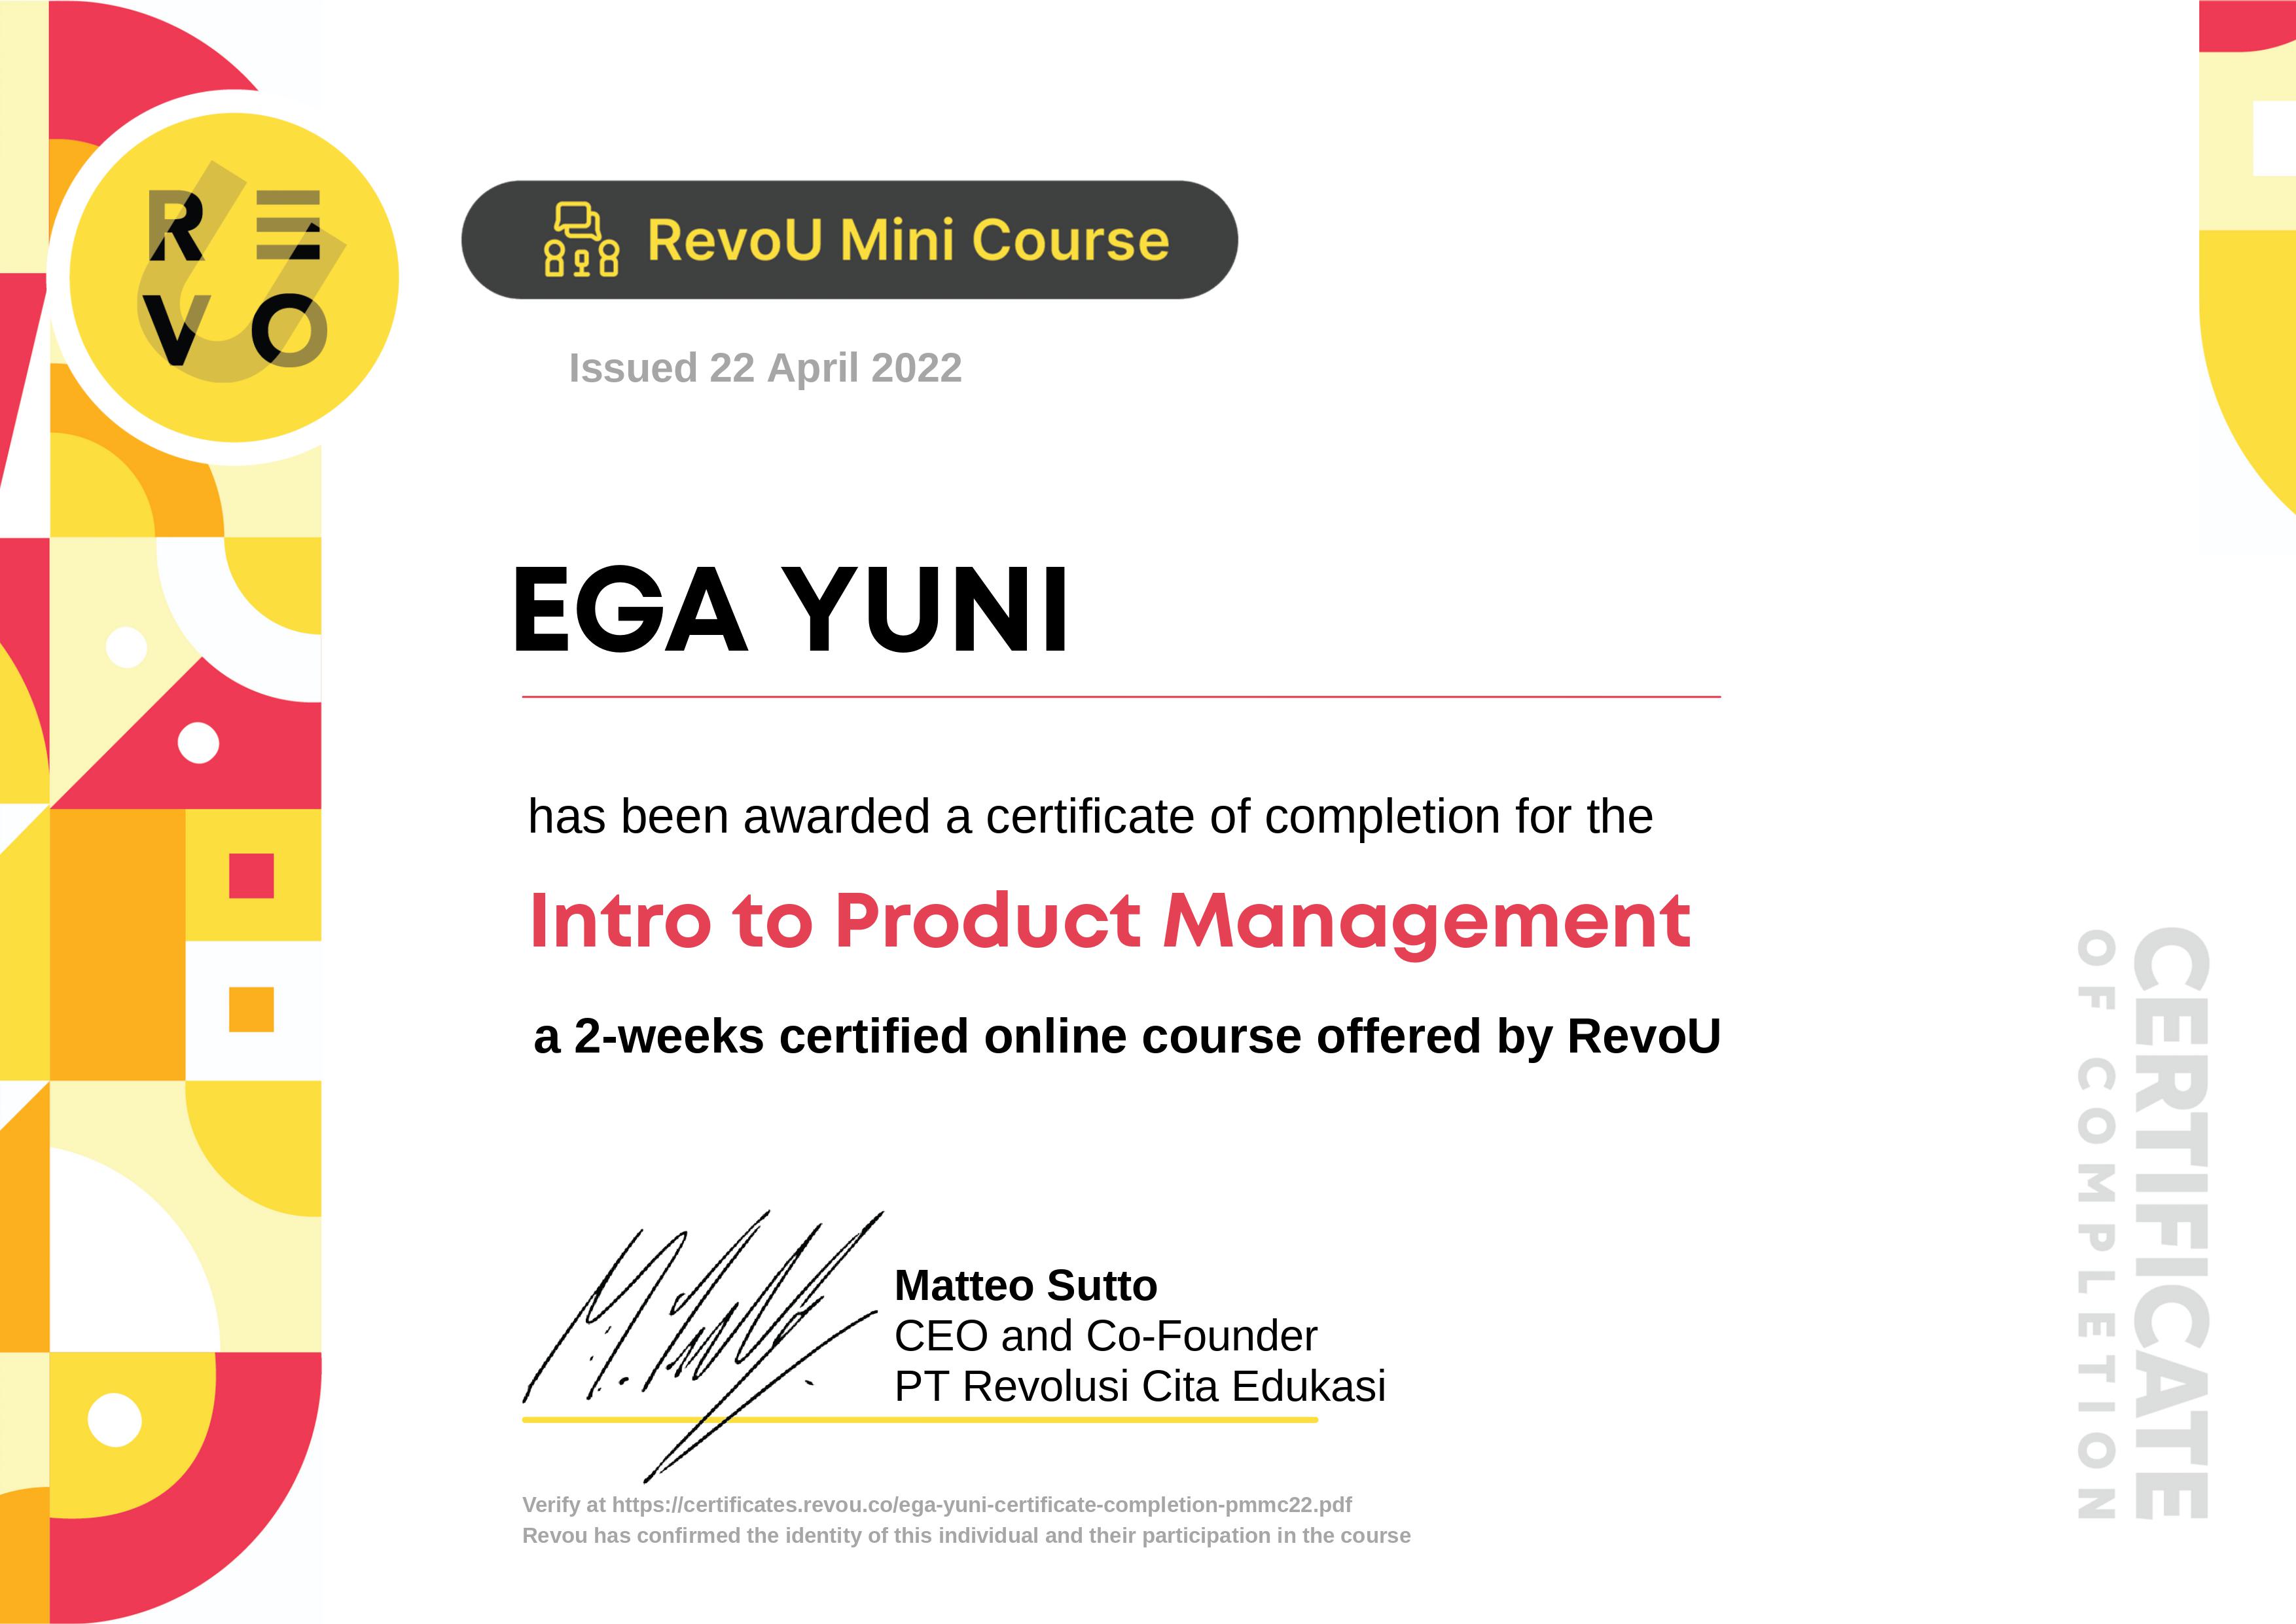 R E
V O
RevoU Mini Course
Issued 22 April 2022
EGA YUNI
has been awarded a certificate of completion for the
Intro to Product Management
a 2-weeks certified online course offered by RevoU
Matteo Sutto
CEO and Co-Founder
PT Revolusi Cita Edukasi
Verify at https://certificates.revou.co/ega-yuni-certificate-completion-pmmc22.pdf
Revou has confirmed the identity of this individual and their participation in the course
CERTIFICATE
OF COMPLETION